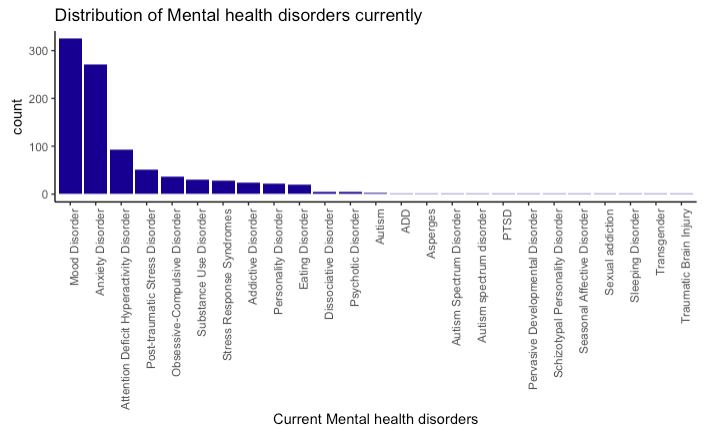 Distribution of Mental health disorders currently
count
300
200
100
0
Mood Disorder
Anxiety Disorder
Attention Deficit Hyperactivity Disorder
Post-traumatic Stress Disorder
Obsessive-Compulsive Disorder
Substance Use Disorder
Stress Response Syndromes
Addictive Disorder
Personality Disorder
Eating Disorder
Dissociative Disorder
Psychotic Disorder
Autism
ADD
Asperges
Autism Spectrum Disorder
Autism spectrum disorder
PTSD
Pervasive Developmental Disorder
Schizotypal Personality Disorder
Seasonal Affective Disorder
Sexual addiction
Sleeping Disorder
Transgender
Traumatic Brain Injury
Current Mental health disorders